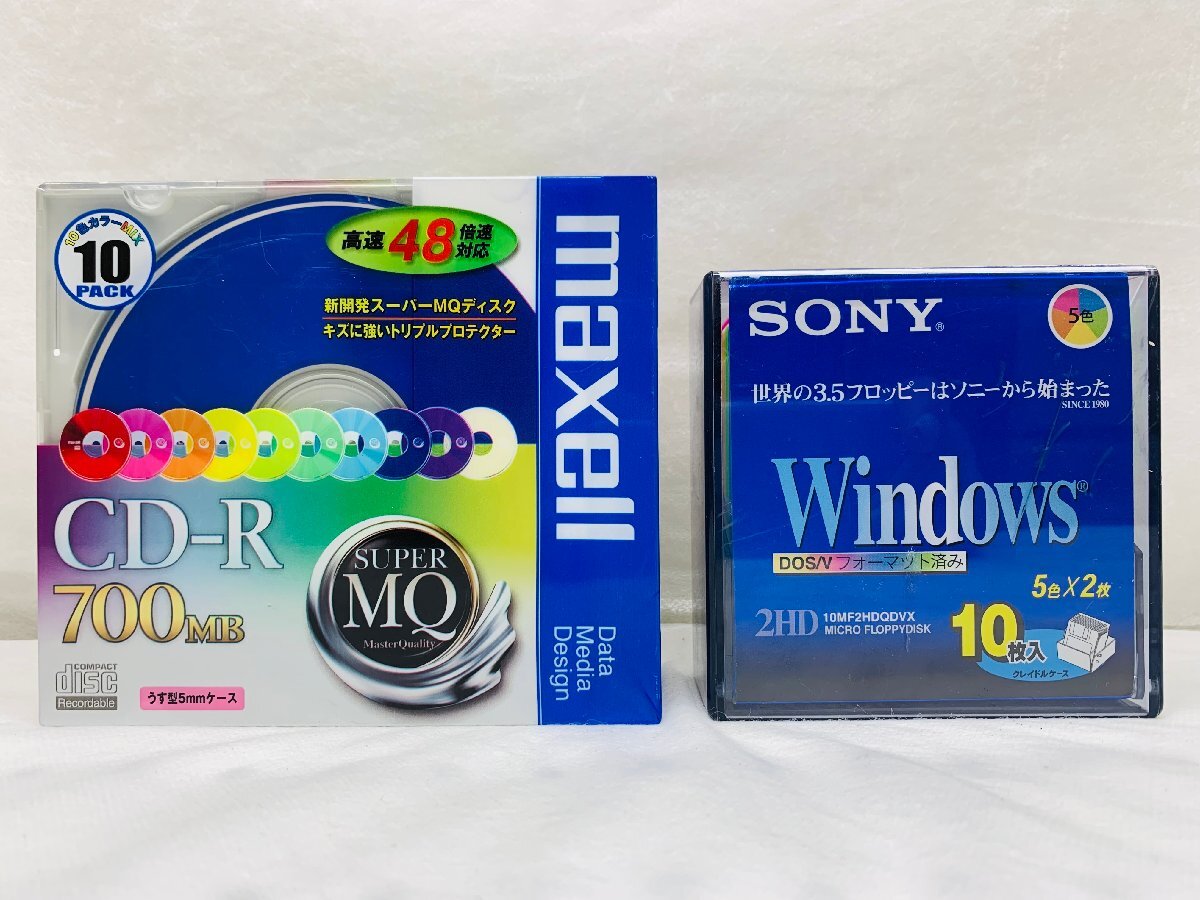 10色カラーMIX
10
PACK
高速48倍速対応
新開発スーパーMQディスク
キズに強いトリプルプロテクター
maxell
CD-R
700MB
SUPER
MQ
MasterQuality
COMPACT
disc
Recordable
うす型5mmケース
Data
Media
Design
SONY®
5色
世界の3.5フロッピーはソニーから始まった
SINCE 1980
Windows®
DOS/V フォーマット済み
5色×2枚
2HD 10MF2HDQDVX
MICRO FLOPPYDISK
10枚入
クレイドルケース